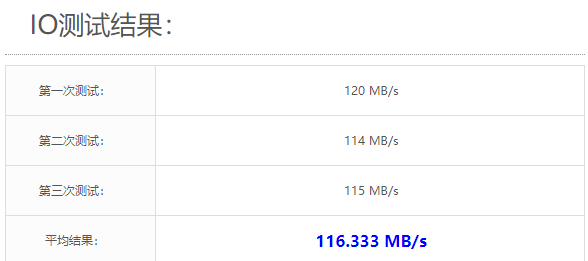 IO测试结果：
第一次测试： 120 MB/s
第二次测试： 114 MB/s
第三次测试： 115 MB/s
平均结果： 116.333 MB/s